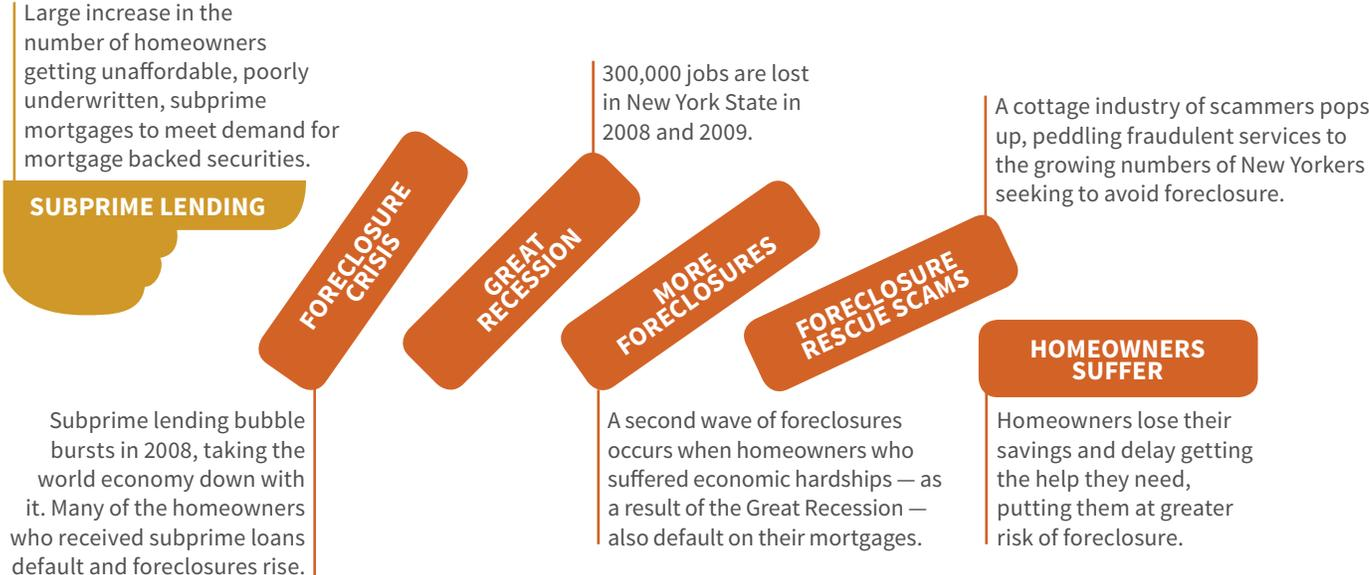 Large increase in the
number of homeowners
getting unaffordable, poorly
underwritten, subprime
mortgages to meet demand for
mortgage backed securities.
SUBPRIME LENDING
FORECLOSURE
CRISIS
Subprime lending bubble
bursts in 2008, taking the
world economy down with
it. Many of the homeowners
who received subprime loans
default and foreclosures rise.
300,000 jobs are lost
in New York State in
2008 and 2009.
GREAT
RECESSION
MORE
FORECLOSURES
A second wave of foreclosures
occurs when homeowners who
suffered economic hardships — as
a result of the Great Recession —
also default on their mortgages.
A cottage industry of scammers pops
up, peddling fraudulent services to
the growing numbers of New Yorkers
seeking to avoid foreclosure.
FORECLOSURE
RESCUE SCAMS
HOMEOWNERS
SUFFER
Homeowners lose their
savings and delay getting
the help they need,
putting them at greater
risk of foreclosure.